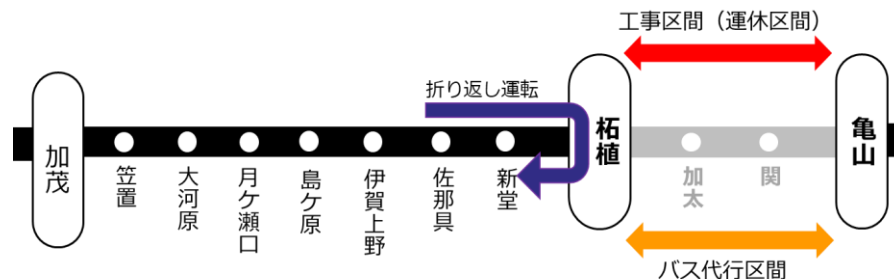 工事区間（運休区間）
折り返し運転
加茂
笠置
大河原
月ケ瀬口
島ケ原
伊賀上野
佐那具
新堂
柘植
加太
関
亀山
バス代行区間